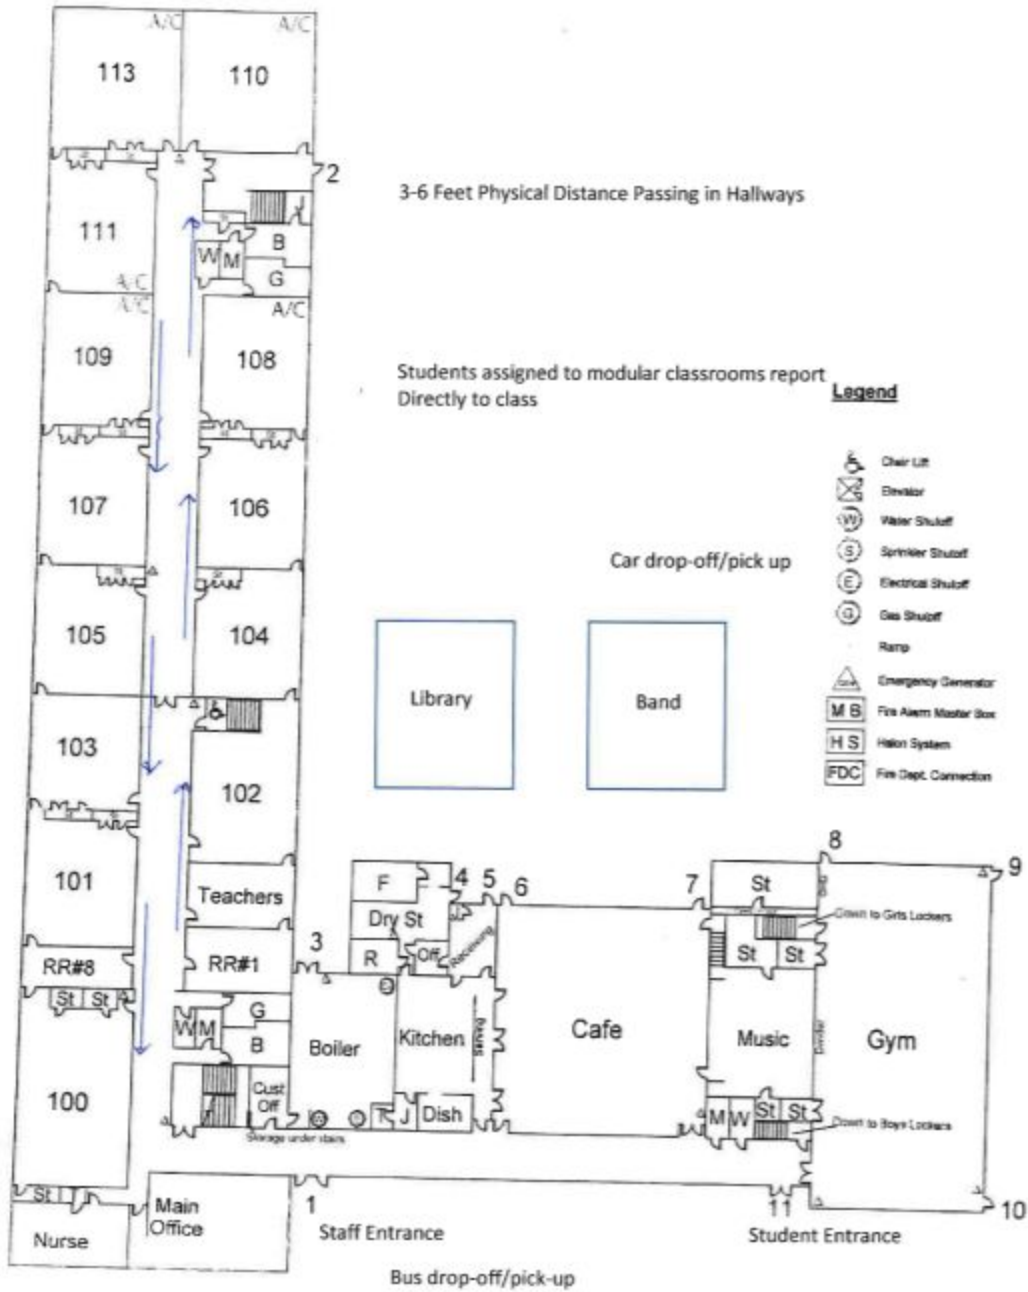 A/C
A/C
113
110
2
3-6 Feet Physical Distance Passing in Hallways
111
B
W M
G
A/C
A/C
A/C
109
108
Students assigned to modular classrooms report
Directly to class
Legend
Chair Lift
Elevator
W Water Shutoff
S Sprinkler Shutoff
E Electrical Shutoff
G Gas Shutoff
Ramp
Emergency Generator
M B Fire Alarm Master Box
H S Halon System
FDC Fire Dept. Connection
107
106
Car drop-off/pick up
105
104
Library
Band
103
102
101
Teachers
F
4
5
6
7
8
9
St
Dry St
Down to Girls Lockers
RR#8
RR#1
3
R
Off
Receiving
St
St
St
St
E
W M
G
B
Boiler
Kitchen
Serving
Cafe
Music
Divider
Gym
100
Cust
Off
W
T
J
Dish
M
W
St
St
Down to Boys Lockers
Storage under stairs
St
Main
Office
Nurse
1
11
10
Staff Entrance
Student Entrance
Bus drop-off/pick-up